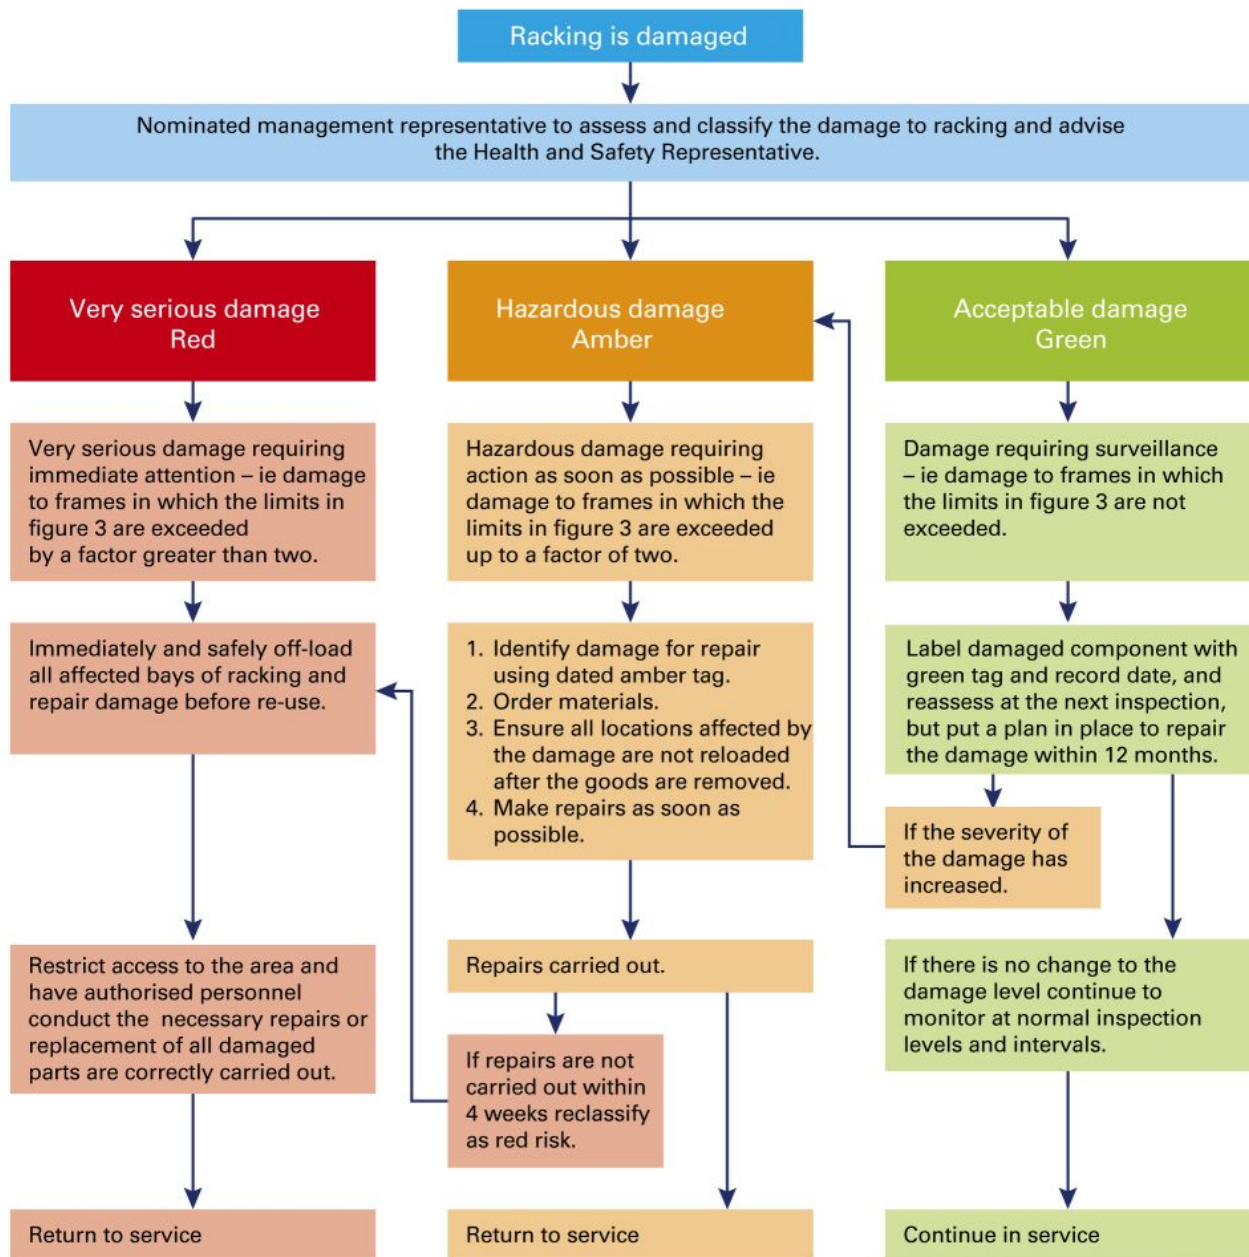 Racking is damaged
Nominated management representative to assess and classify the damage to racking and advise
the Health and Safety Representative.
Very serious damage
Red
Hazardous damage
Amber
Acceptable damage
Green
Very serious damage requiring
immediate attention – ie damage
to frames in which the limits in
figure 3 are exceeded
by a factor greater than two.
Hazardous damage requiring
action as soon as possible – ie
damage to frames in which the
limits in figure 3 are exceeded
up to a factor of two.
Damage requiring surveillance
– ie damage to frames in which
the limits in figure 3 are not
exceeded.
Immediately and safely off-load
all affected bays of racking and
repair damage before re-use.
1. Identify damage for repair
using dated amber tag.
2. Order materials.
3. Ensure all locations affected by
the damage are not reloaded
after the goods are removed.
4. Make repairs as soon as
possible.
Label damaged component with
green tag and record date, and
reassess at the next inspection,
but put a plan in place to repair
the damage within 12 months.
If the severity of
the damage has
increased.
Restrict access to the area and
have authorised personnel
conduct the necessary repairs or
replacement of all damaged
parts are correctly carried out.
Repairs carried out.
If repairs are not
carried out within
4 weeks reclassify
as red risk.
If there is no change to the
damage level continue to
monitor at normal inspection
levels and intervals.
Return to service
Return to service
Continue in service